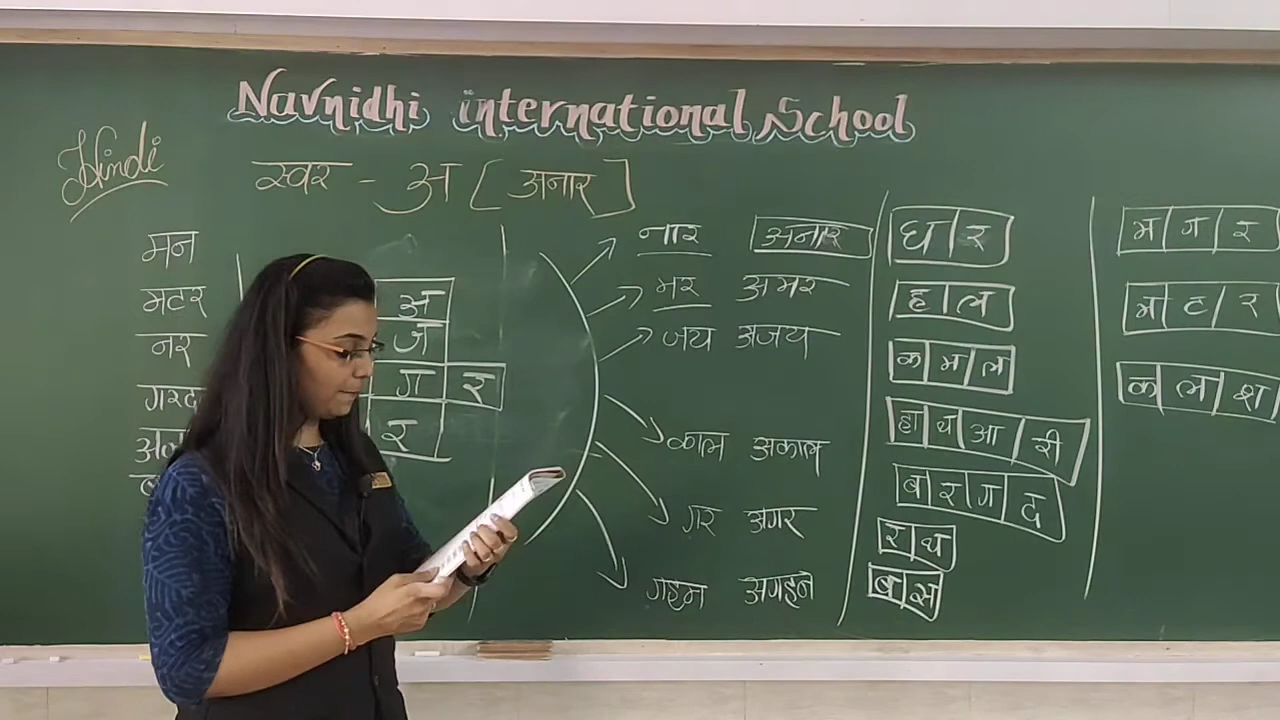 Navnidhi international School
Hindi
स्वर - अ [ अनार ]
मन
मटर
नर
गरद
अ
ज
ग र
र
नार अनार
मर अमर
जय अजय
काल अकाल
गर अगर
गहन अगहन
घ र
ह ल
क म ल
हा थ आ री
ब र ग द
र थ
ब स
म ग र
म ट र
क ल श